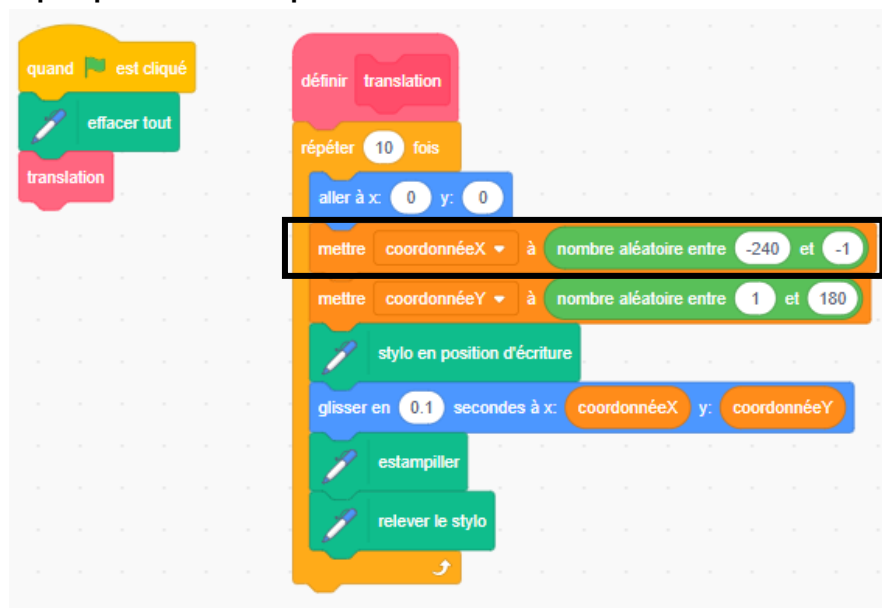 quand est cliqué
effacer tout
translation
définir translation
répéter 10 fois
aller à x: 0 y: 0
mettre coordonnéeX à nombre aléatoire entre -240 et -1
mettre coordonnéeY à nombre aléatoire entre 1 et 180
stylo en position d'écriture
glisser en 0.1 secondes à x: coordonnéeX y: coordonnéeY
estampiller
relever le stylo